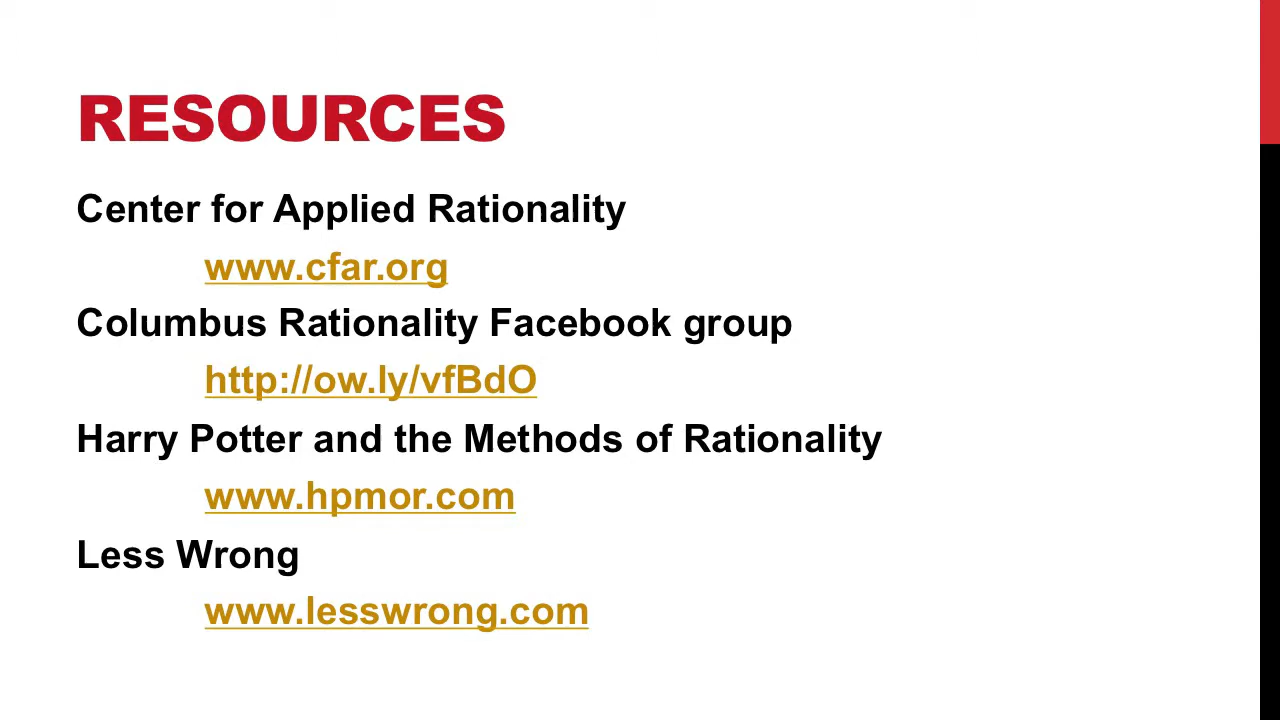 RESOURCES
Center for Applied Rationality
www.cfar.org
Columbus Rationality Facebook group
http://ow.ly/vfBdO
Harry Potter and the Methods of Rationality
www.hpmor.com
Less Wrong
www.lesswrong.com